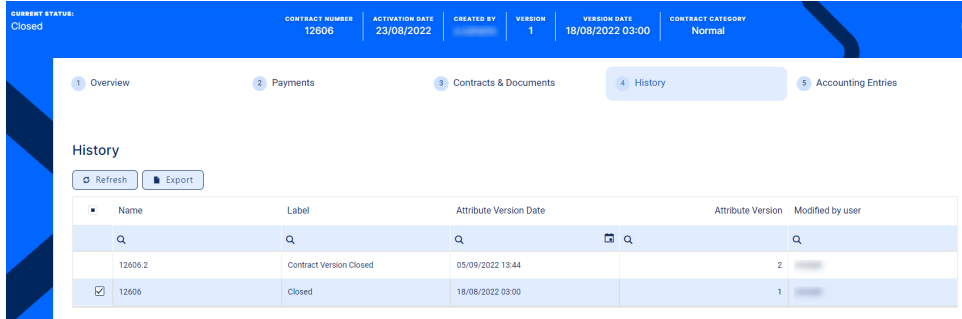 CURRENT STATUS:
Closed
CONTRACT NUMBER
12606
ACTIVATION DATE
23/08/2022
CREATED BY
VERSION
1
VERSION DATE
18/08/2022 03:00
CONTRACT CATEGORY
Normal
1 Overview
2 Payments
3 Contracts & Documents
4 History
5 Accounting Entries
History
Refresh
Export
Name Label Attribute Version Date Attribute Version Modified by user
12606.2 Contract Version Closed 05/09/2022 13:44 2
12606 Closed 18/08/2022 03:00 1